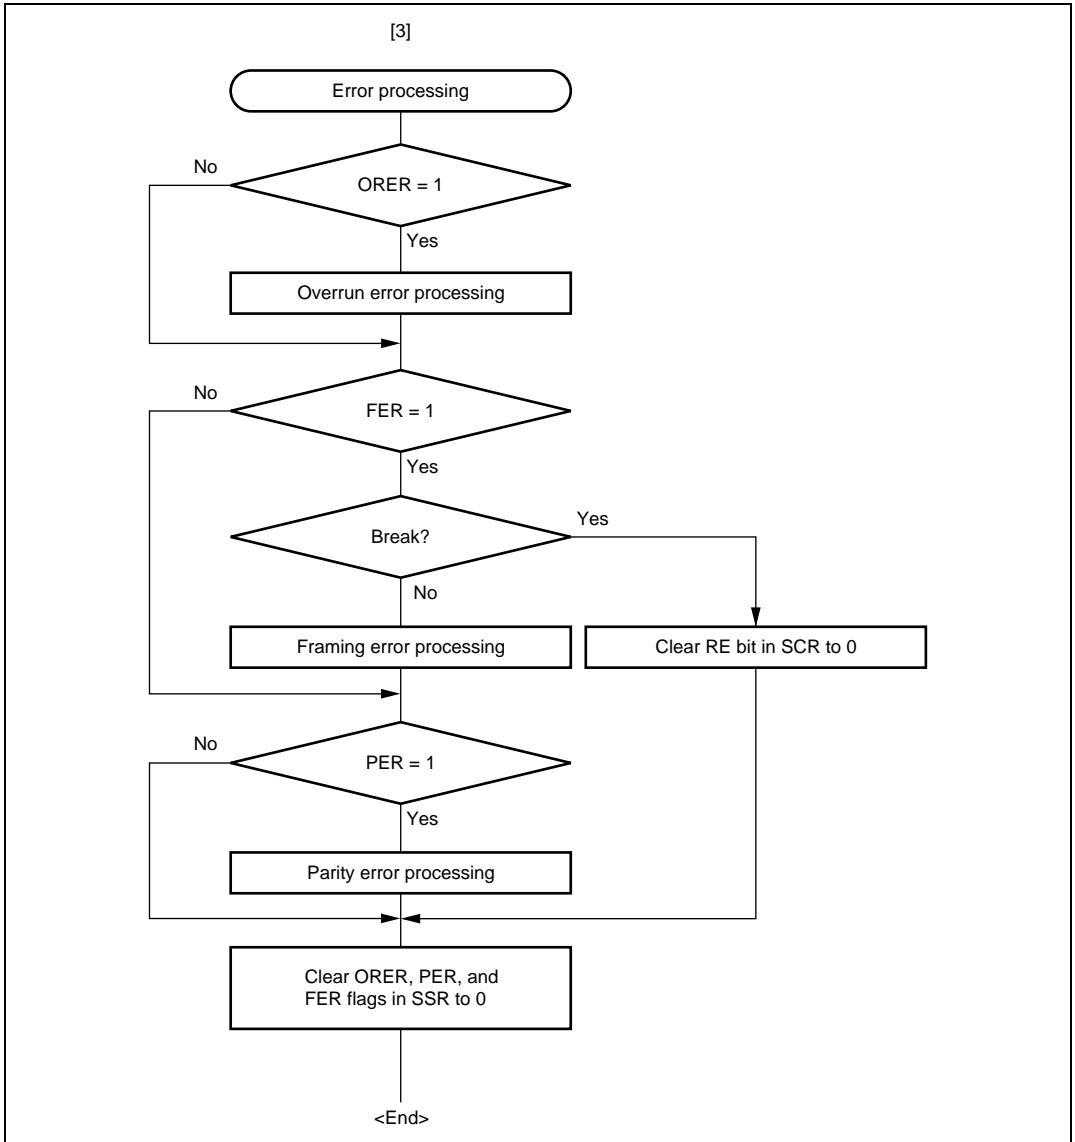 [3]
Error processing
No
ORER = 1
Yes
Overrun error processing
No
FER = 1
Yes
Break?
Yes
No
Framing error processing
Clear RE bit in SCR to 0
No
PER = 1
Yes
Parity error processing
Clear ORER, PER, and
FER flags in SSR to 0
<End>